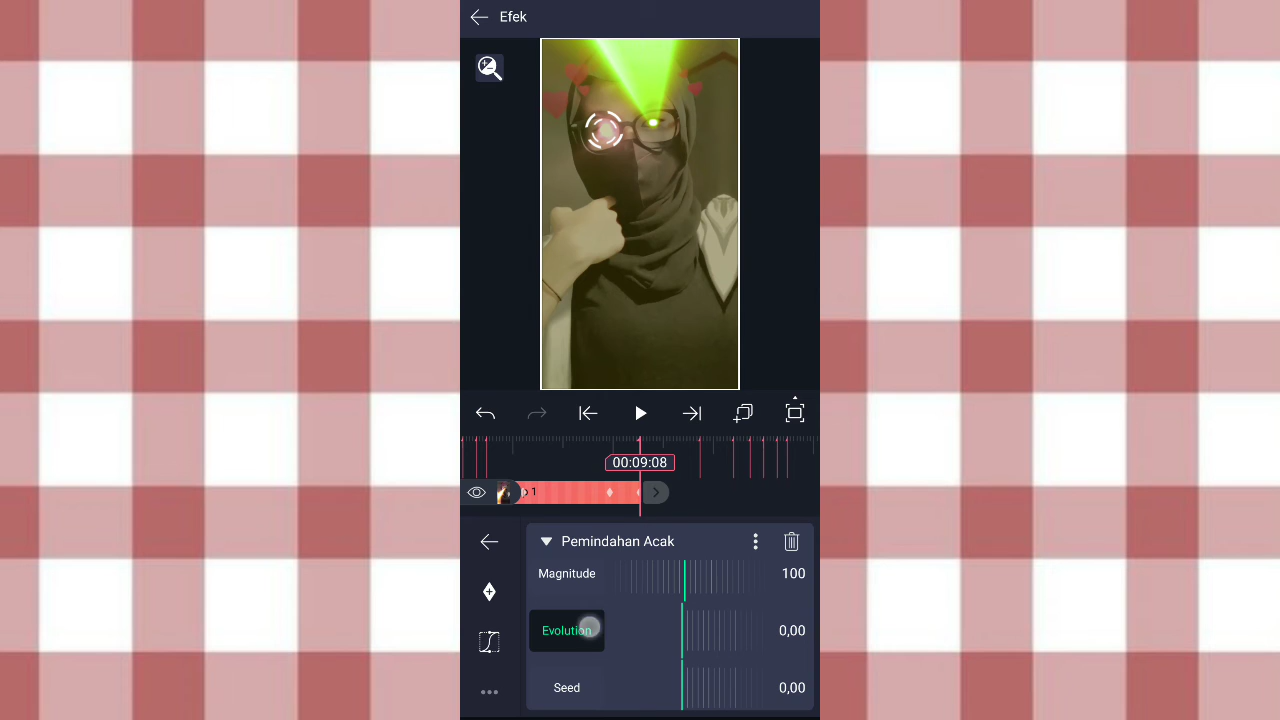 Efek
00:09:08
1
Pemindahan Acak
Magnitude 100
Evolution 0,00
Seed 0,00